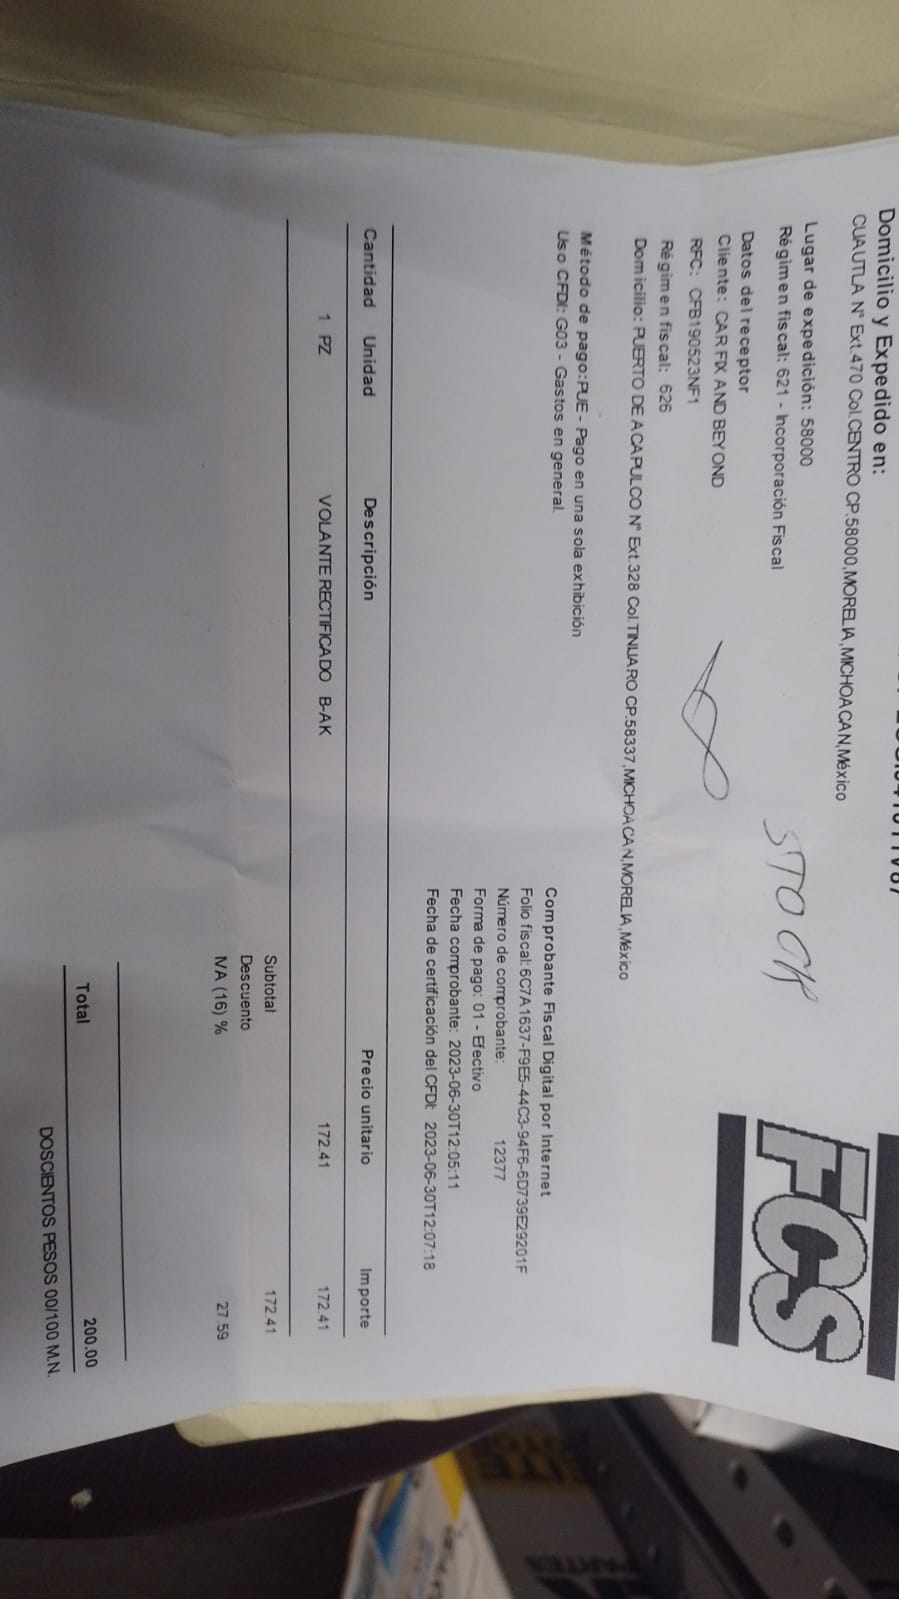 Domicilio y Expedido en:
CUAUTLA N° Ext.470 Col.CENTRO CP.58000,MORELIA,MICHOACAN,México
Lugar de expedición: 58000
Régimen fiscal: 621 - Incorporación Fiscal
STOCK
FCS
Datos del receptor
Cliente: CAR FIX AND BEYOND
RFC: CFB190523NF1
Régimen fiscal: 626
Domicilio: PUERTO DE ACAPULCO N° Ext.328 Col.TINIJARO CP.58337,MICHOACAN,MORELIA,México
Método de pago:PUE - Pago en una sola exhibición
Uso CFDI: G03 - Gastos en general.
Comprobante Fiscal Digital por Internet
Folio fiscal: 6C7A1637-F9E5-44C3-94F6-6D739E29201F
Número de comprobante: 12377
Forma de pago: 01 - Efectivo
Fecha comprobante: 2023-06-30T12:05:11
Fecha de certificación del CFDI: 2023-06-30T12:07:18
Cantidad Unidad Descripción Precio unitario Importe
1 PZ VOLANTE RECTIFICADO B-AK 172.41 172.41
Subtotal 172.41
Descuento
IVA (16) % 27.59
Total 200.00
DOSCIENTOS PESOS 00/100 M.N.